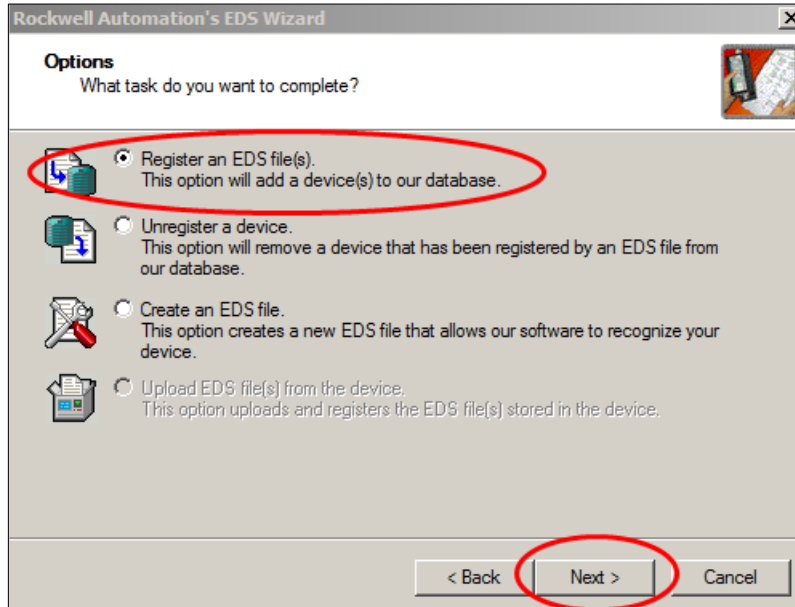 Rockwell Automation's EDS Wizard
Options
What task do you want to complete?
Register an EDS file(s).
This option will add a device(s) to our database.
Unregister a device.
This option will remove a device that has been registered by an EDS file from
our database.
Create an EDS file.
This option creates a new EDS file that allows our software to recognize your
device.
Upload EDS file(s) from the device.
This option uploads and registers the EDS file(s) stored in the device.
< Back Next > Cancel